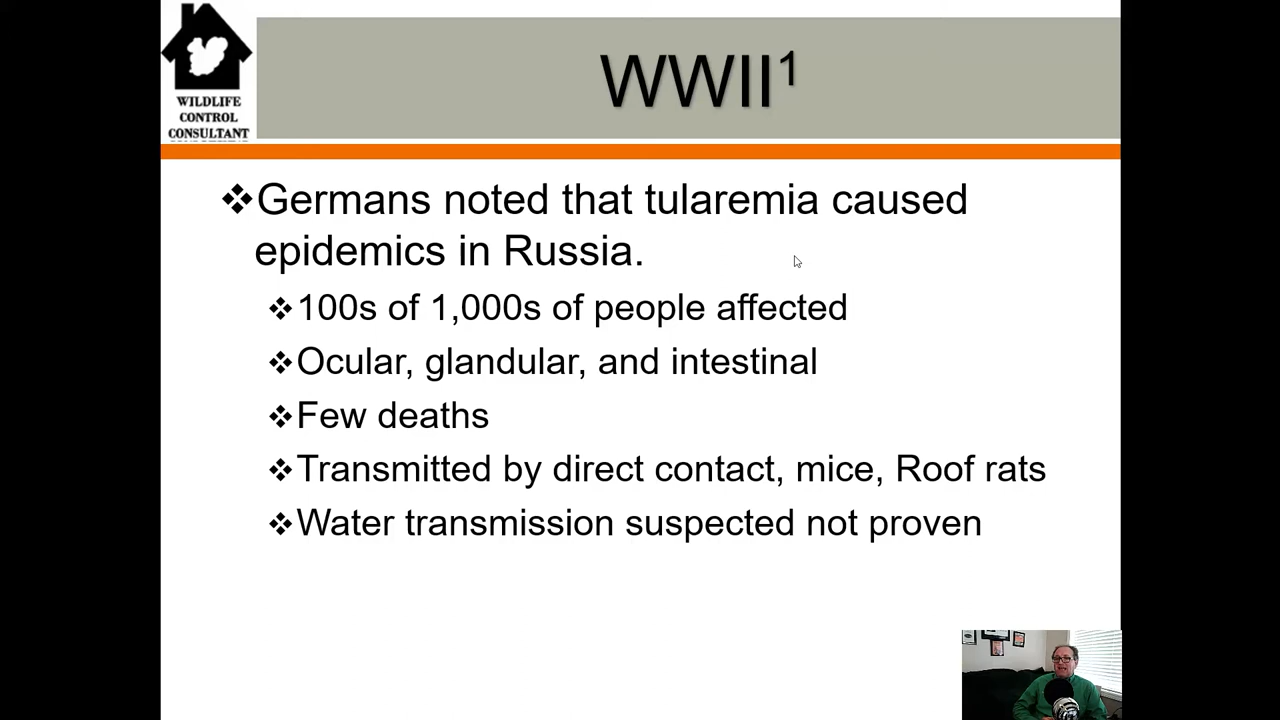 WILDLIFE
CONTROL
CONSULTANT
WWII¹
Germans noted that tularemia caused
epidemics in Russia.
100s of 1,000s of people affected
Ocular, glandular, and intestinal
Few deaths
Transmitted by direct contact, mice, Roof rats
Water transmission suspected not proven